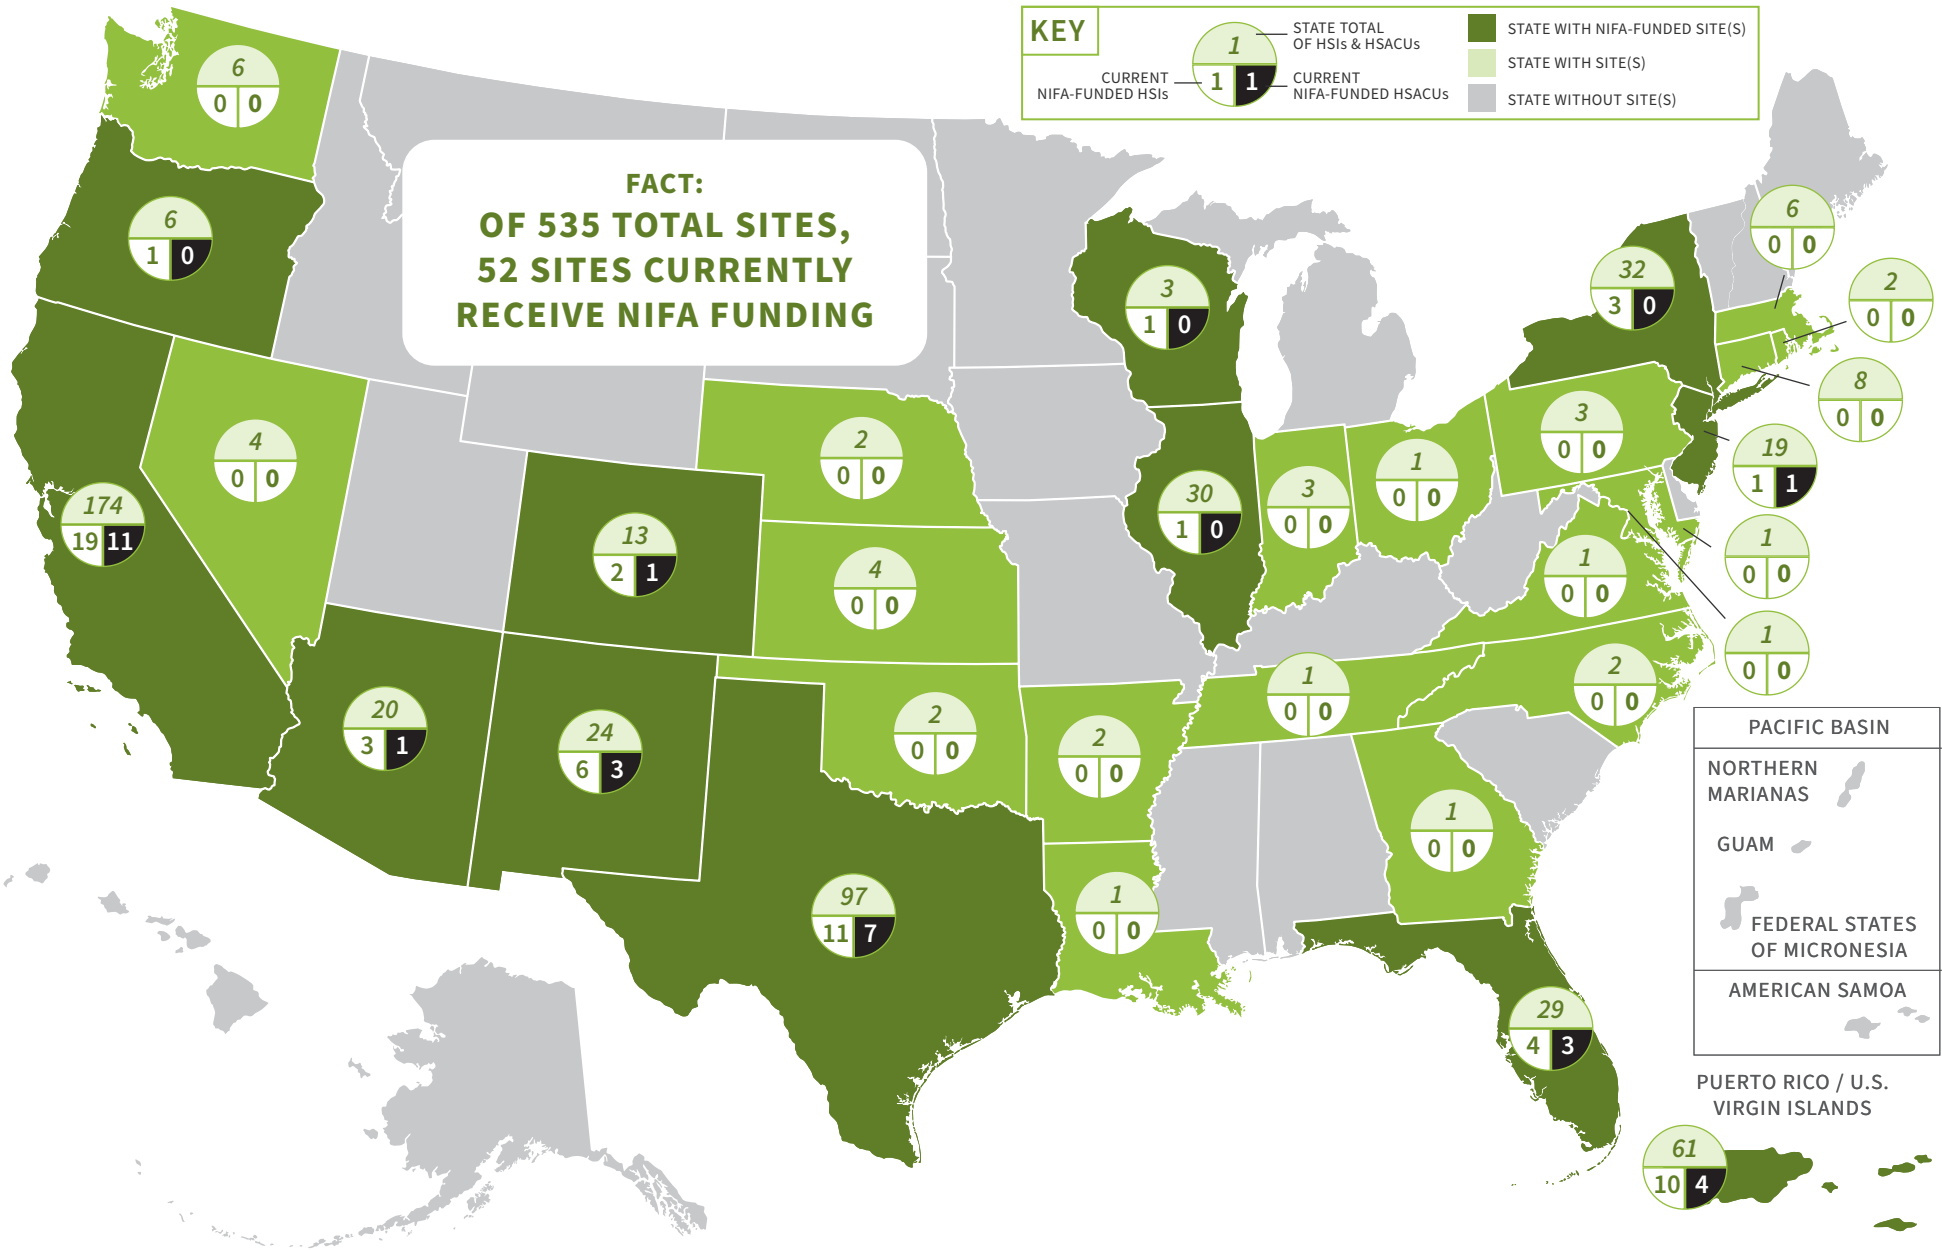 KEY
1
1 1
STATE TOTAL
OF HSIs & HSACUs
CURRENT
NIFA-FUNDED HSIs
CURRENT
NIFA-FUNDED HSACUs
STATE WITH NIFA-FUNDED SITE(S)
STATE WITH SITE(S)
STATE WITHOUT SITE(S)
FACT:
OF 535 TOTAL SITES,
52 SITES CURRENTLY
RECEIVE NIFA FUNDING
6
0 0
6
1 0
3
1 0
32
3 0
6
0 0
2
0 0
8
0 0
4
0 0
2
0 0
3
0 0
1
0 0
3
0 0
19
1 1
174
19 11
13
2 1
4
0 0
30
1 0
1
0 0
1
0 0
1
0 0
20
3 1
24
6 3
2
0 0
2
0 0
1
0 0
2
0 0
97
11 7
1
0 0
1
0 0
29
4 3
PACIFIC BASIN
NORTHERN
MARIANAS
GUAM
FEDERAL STATES
OF MICRONESIA
AMERICAN SAMOA
PUERTO RICO / U.S.
VIRGIN ISLANDS
61
10 4